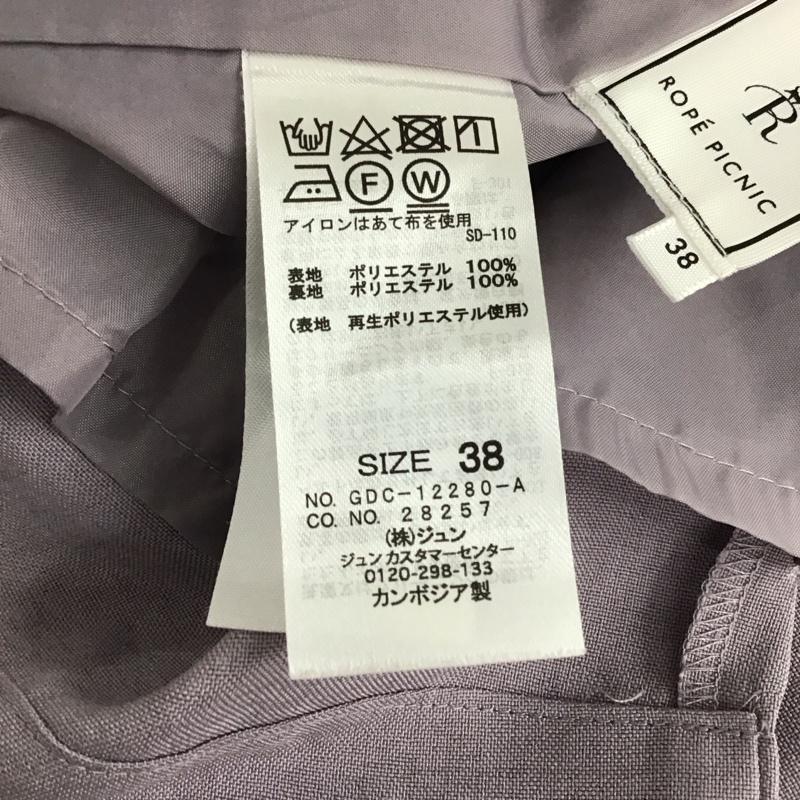 F W
アイロンはあて布を使用
SD-110
表地 ポリエステル 100%
裏地 ポリエステル 100%
(表地 再生ポリエステル使用)
SIZE 38
NO. GDC-12280-A
CO. NO. 28257
(株)ジュン
ジュン カスタマーセンター
0120-298-133
カンボジア製
R
ROPÉ PICNIC
38